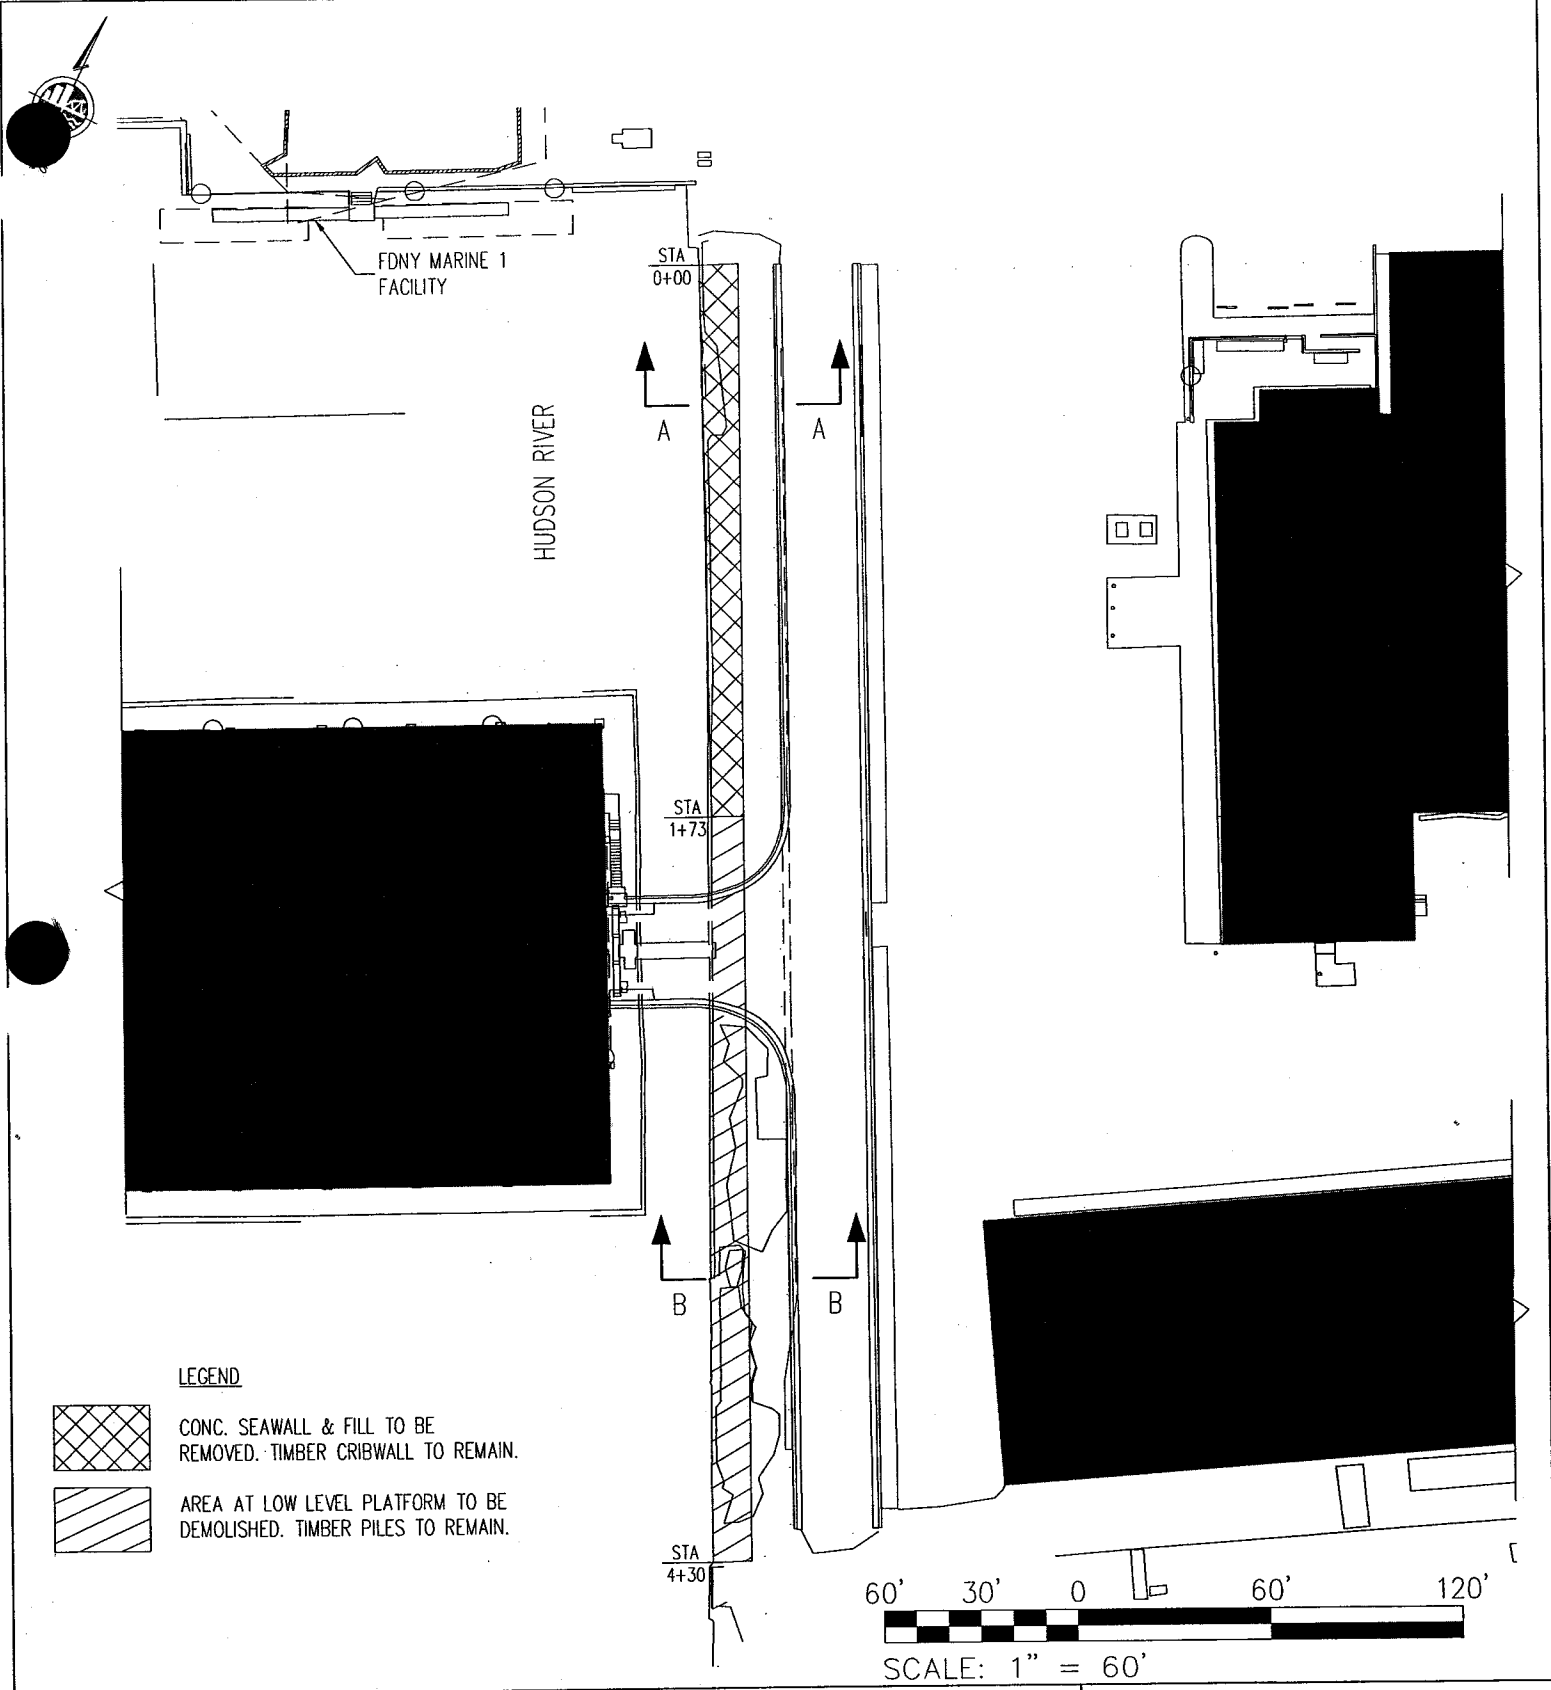 FDNY MARINE 1
FACILITY
STA
0+00
A
A
HUDSON RIVER
STA
1+73
B
B
LEGEND
CONC. SEAWALL & FILL TO BE
REMOVED. TIMBER CRIBWALL TO REMAIN.
AREA AT LOW LEVEL PLATFORM TO BE
DEMOLISHED. TIMBER PILES TO REMAIN.
STA
4+30
60' 30' 0 60' 120'
SCALE: 1" = 60'